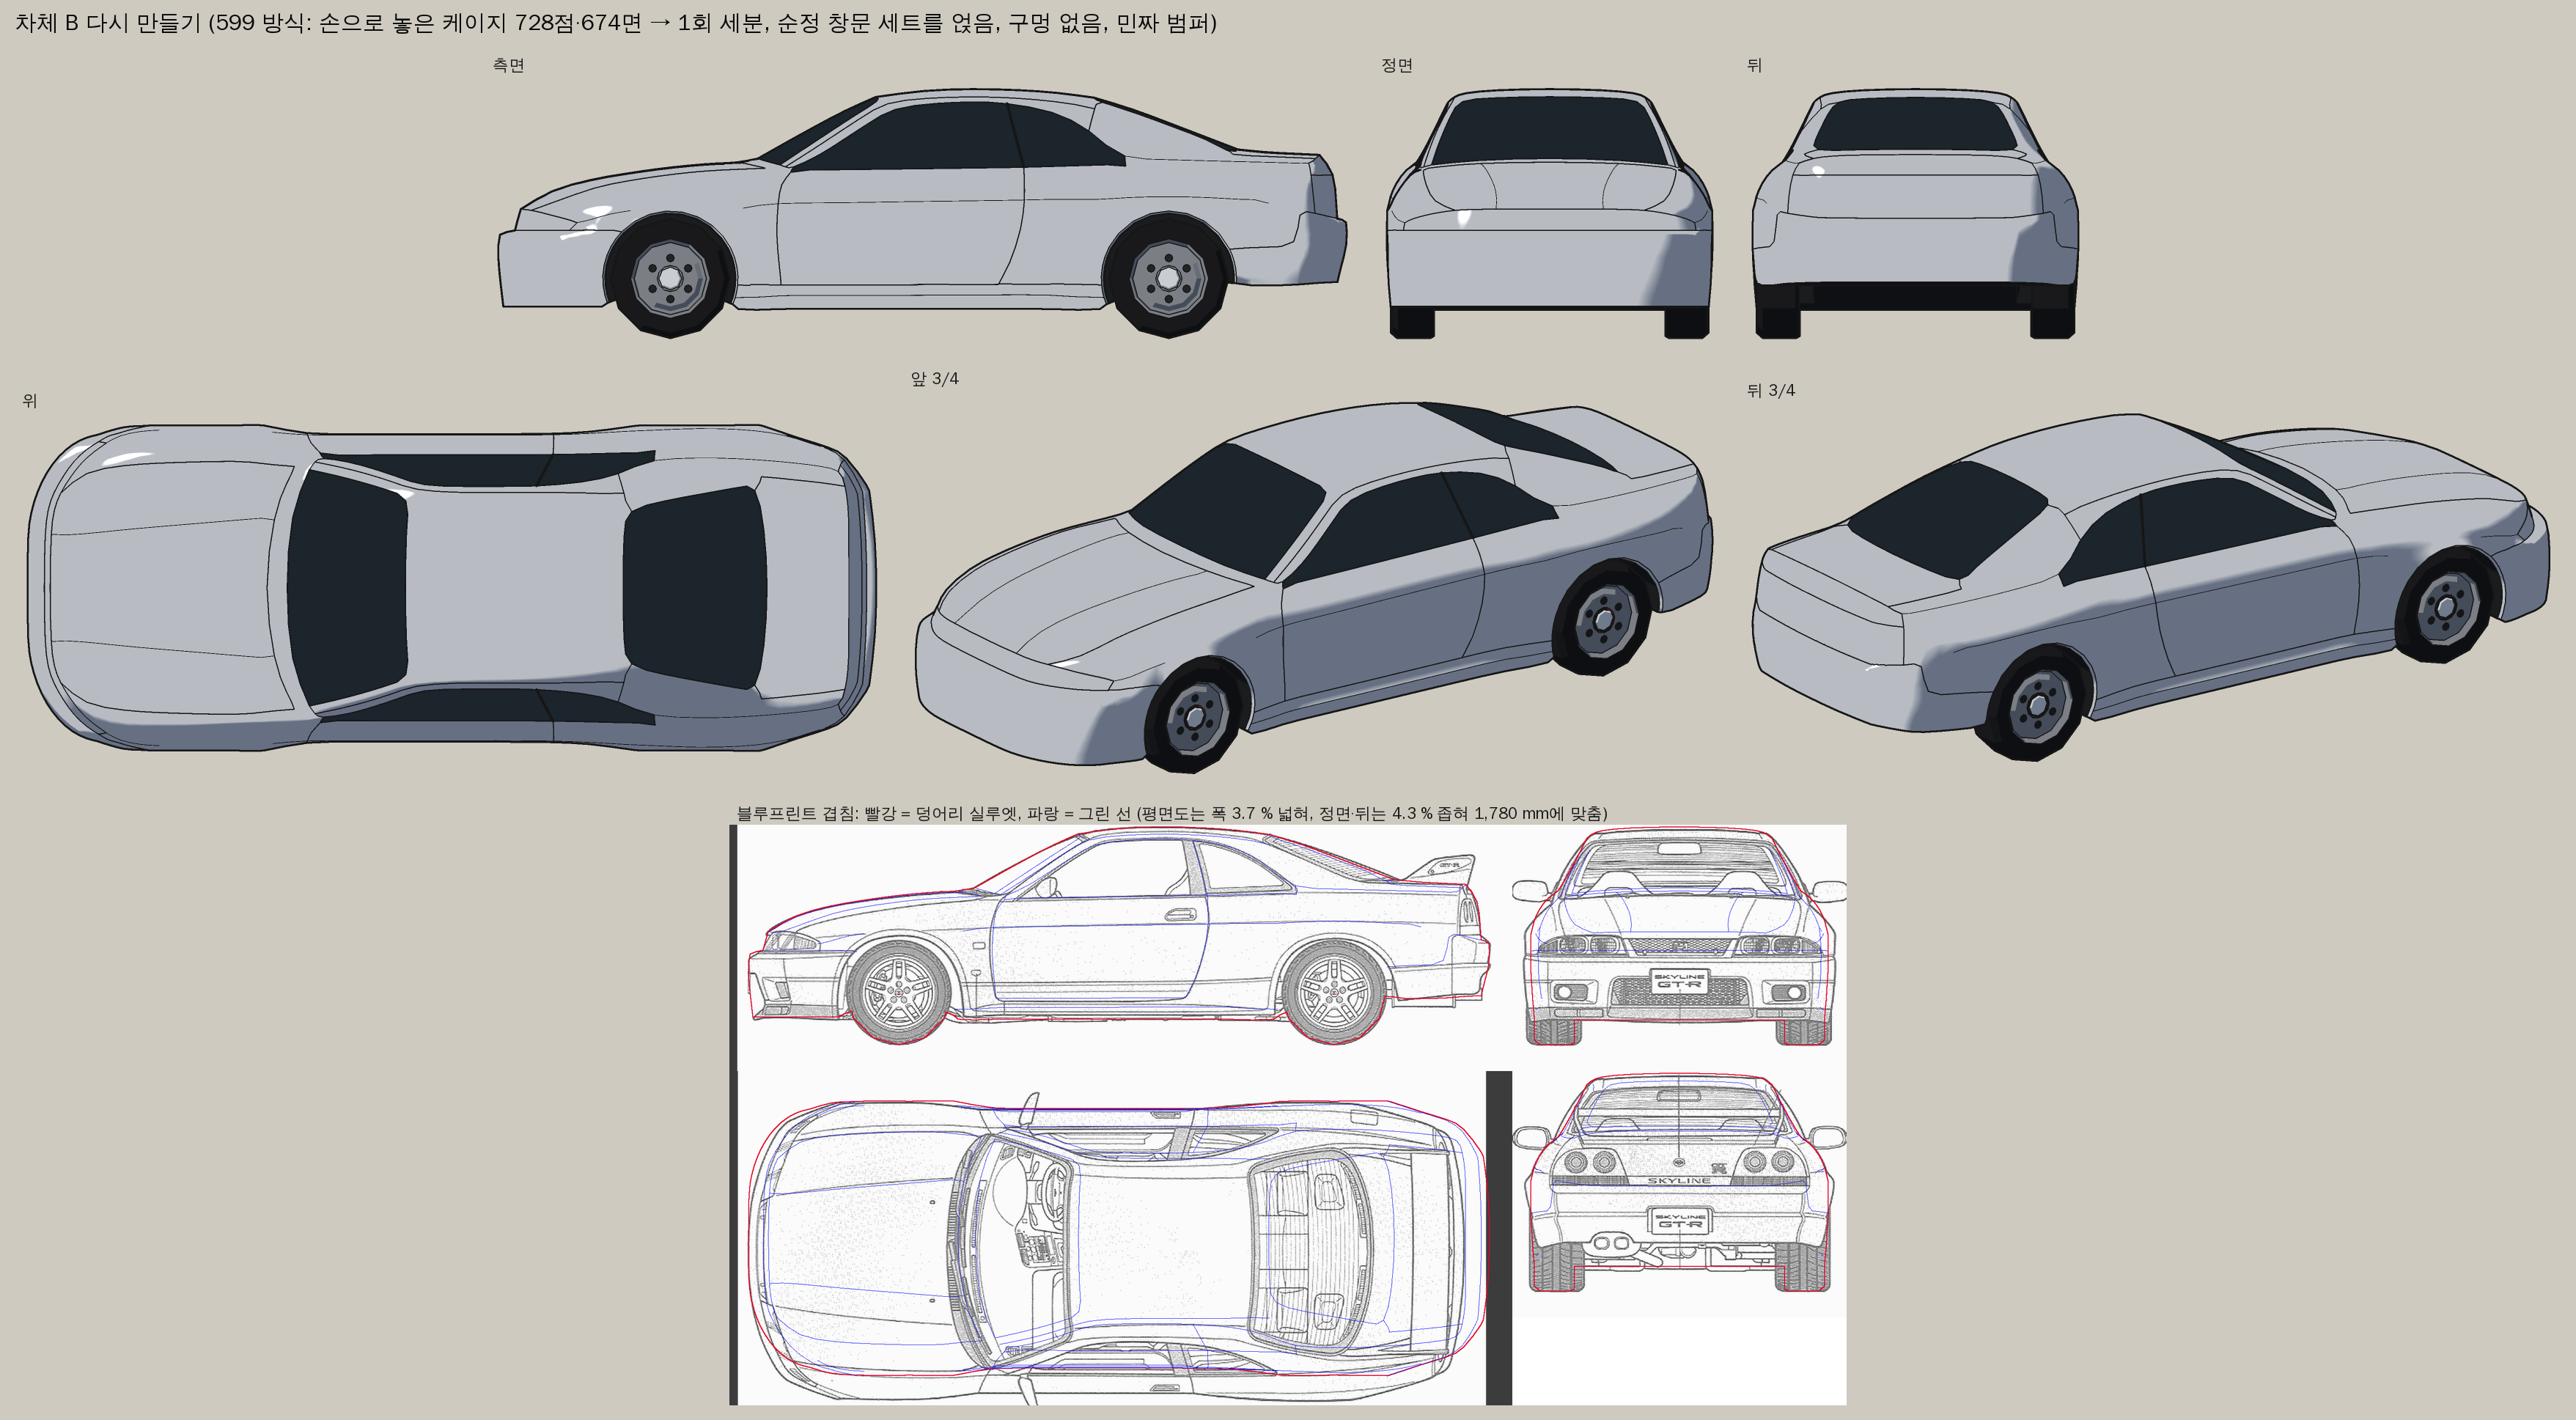 차체 B 다시 만들기 (599 방식: 손으로 놓은 케이지 728점·674면 → 1회 세분, 순정 창문 세트를 얹음, 구멍 없음, 민짜 범퍼)
측면
정면
뒤
위
앞 3/4
뒤 3/4
블루프린트 겹침: 빨강 = 덩어리 실루엣, 파랑 = 그린 선 (평면도는 폭 3.7 % 넓혀, 정면·뒤는 4.3 % 좁혀 1,780 mm에 맞춤)
GT-R
SKYLINE
GT-R
SKYLINE
SKYLINE
GT-R